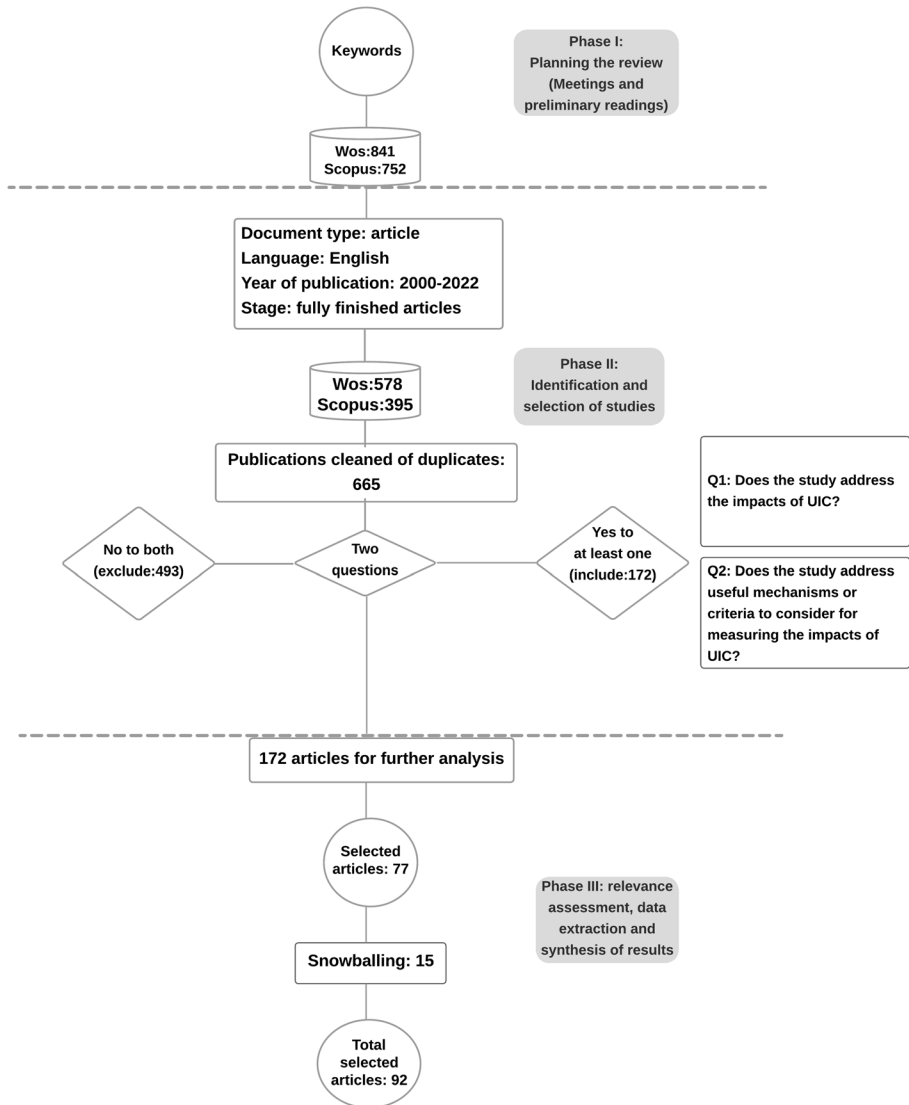 Keywords
Phase I:
Planning the review
(Meetings and
preliminary readings)
Wos:841
Scopus:752
Document type: article
Language: English
Year of publication: 2000-2022
Stage: fully finished articles
Wos:578
Scopus:395
Phase II:
Identification and
selection of studies
Publications cleaned of duplicates:
665
No to both
(exclude:493)
Two
questions
Yes to
at least one
(include:172)
Q1: Does the study address
the impacts of UIC?
Q2: Does the study address
useful mechanisms or
criteria to consider for
measuring the impacts of
UIC?
172 articles for further analysis
Selected
articles: 77
Phase III: relevance
assessment, data
extraction and
synthesis of results
Snowballing: 15
Total
selected
articles: 92